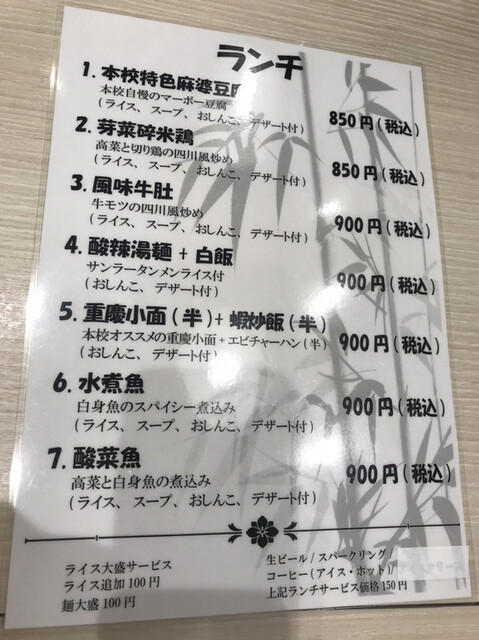 ランチ
1. 本校特色麻婆豆腐
本校自慢のマーボー豆腐
(ライス、スープ、おしんこ、デザート付) 850円(税込)
2. 芽菜碎米鶏
高菜と切り鶏の四川風炒め
(ライス、スープ、おしんこ、デザート付) 850円(税込)
3. 風味牛肚
牛モツの四川風炒め
(ライス、スープ、おしんこ、デザート付) 900円(税込)
4. 酸辣湯麺 + 白飯
サンラータンメンライス付
(おしんこ、デザート付) 900円(税込)
5. 重慶小面(半)+ 蝦炒飯(半)
本校オススメの重慶小面+エビチャーハン(半) 900円(税込)
(おしんこ、デザート付)
6. 水煮魚
白身魚のスパイシー煮込み 900円(税込)
(ライス、スープ、おしんこ、デザート付)
7. 酸菜魚
高菜と白身魚の煮込み 900円(税込)
(ライス、スープ、おしんこ、デザート付)
ライス大盛サービス
ライス追加100円
麺大盛100円
生ビール/スパークリング/
コーヒー(アイス・ホット)/
上記ランチサービス価格150円